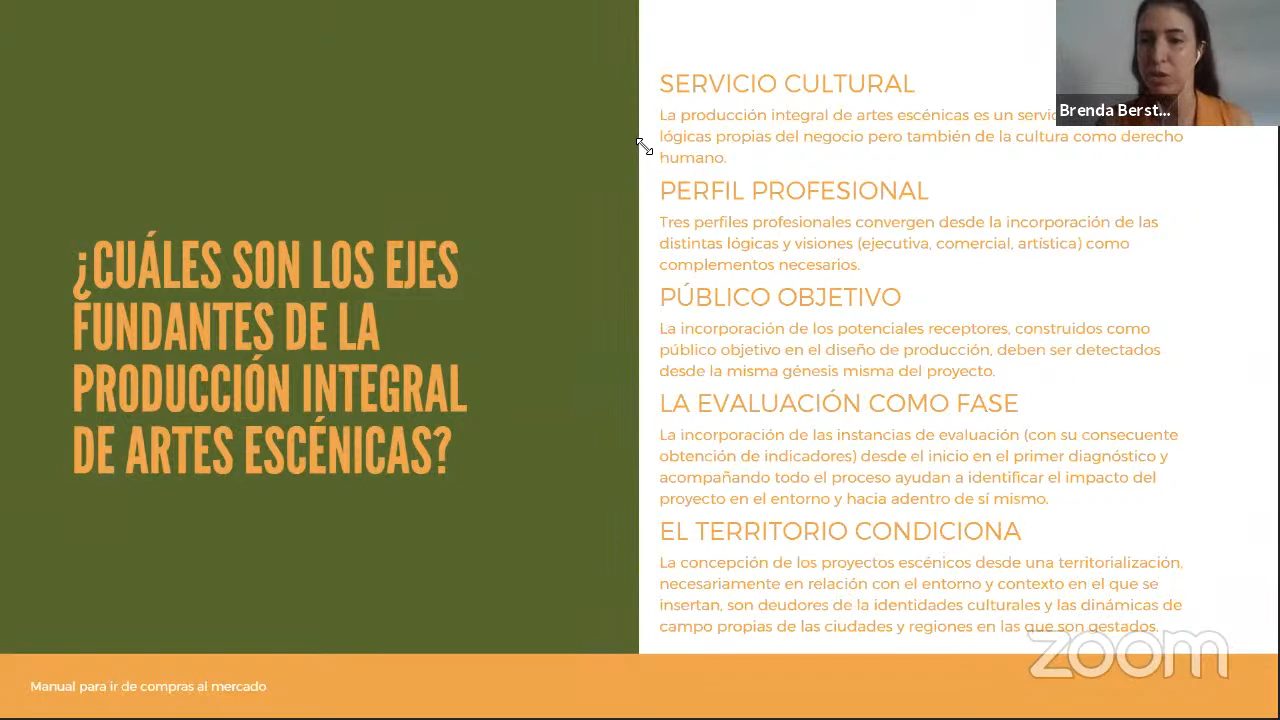 ¿CUÁLES SON LOS EJES
FUNDANTES DE LA
PRODUCCIÓN INTEGRAL
DE ARTES ESCÉNICAS?
SERVICIO CULTURAL
La producción integral de artes escénicas es un
lógicas propias del negocio pero también de la cultura como derecho
humano.
PERFIL PROFESIONAL
Tres perfiles profesionales convergen desde la incorporación de las
distintas lógicas y visiones (ejecutiva, comercial, artística) como
complementos necesarios.
PÚBLICO OBJETIVO
La incorporación de los potenciales receptores, construidos como
público objetivo en el diseño de producción, deben ser detectados
desde la misma génesis misma del proyecto.
LA EVALUACIÓN COMO FASE
La incorporación de las instancias de evaluación (con su consecuente
obtención de indicadores) desde el inicio en el primer diagnóstico y
acompañando todo el proceso ayudan a identificar el impacto del
proyecto en el entorno y hacia adentro de sí mismo.
EL TERRITORIO CONDICIONA
La concepción de los proyectos escénicos desde una territorialización,
necesariamente en relación con el entorno y contexto en el que se
insertan, son deudores de la identidades culturales y las dinámicas de
campo propias de las ciudades y regiones en las que son gestados.
Brenda Berst...
zoom
Manual para ir de compras al mercado